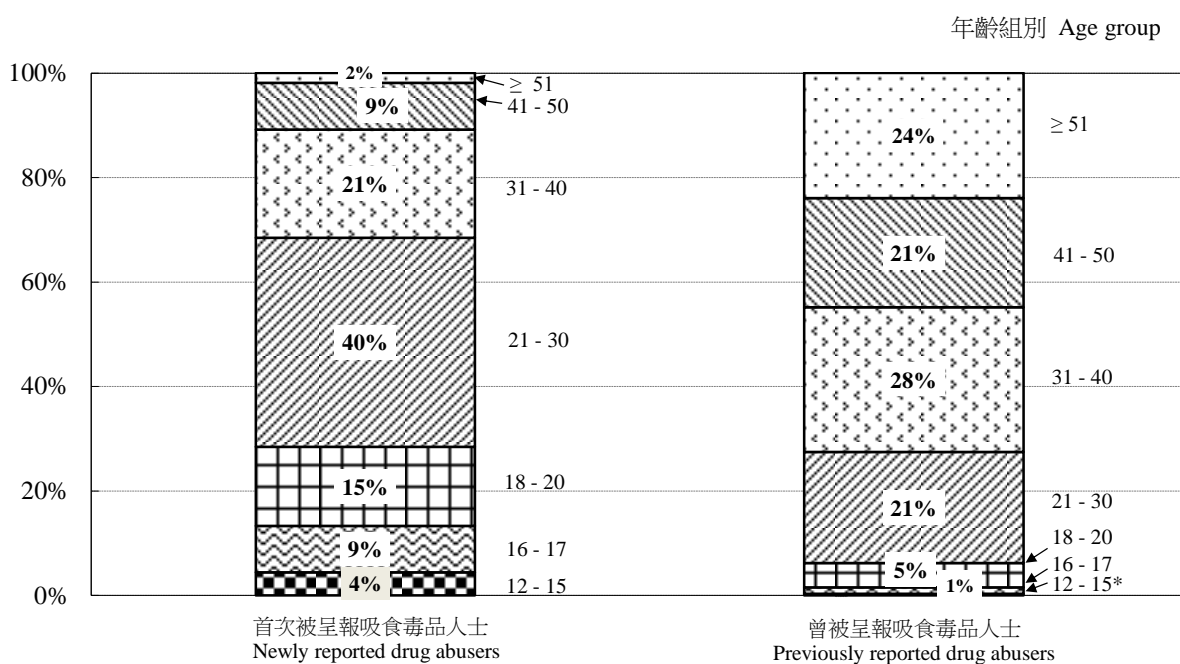 年齡組別 Age group
100%
80%
60%
40%
20%
0%
2%
9%
21%
40%
15%
9%
4%
≥ 51
41 - 50
31 - 40
21 - 30
18 - 20
16 - 17
12 - 15
24%
21%
28%
21%
5%
1%
≥ 51
41 - 50
31 - 40
21 - 30
18 - 20
16 - 17
12 - 15*
首次被呈報吸食毒品人士
Newly reported drug abusers
曾被呈報吸食毒品人士
Previously reported drug abusers